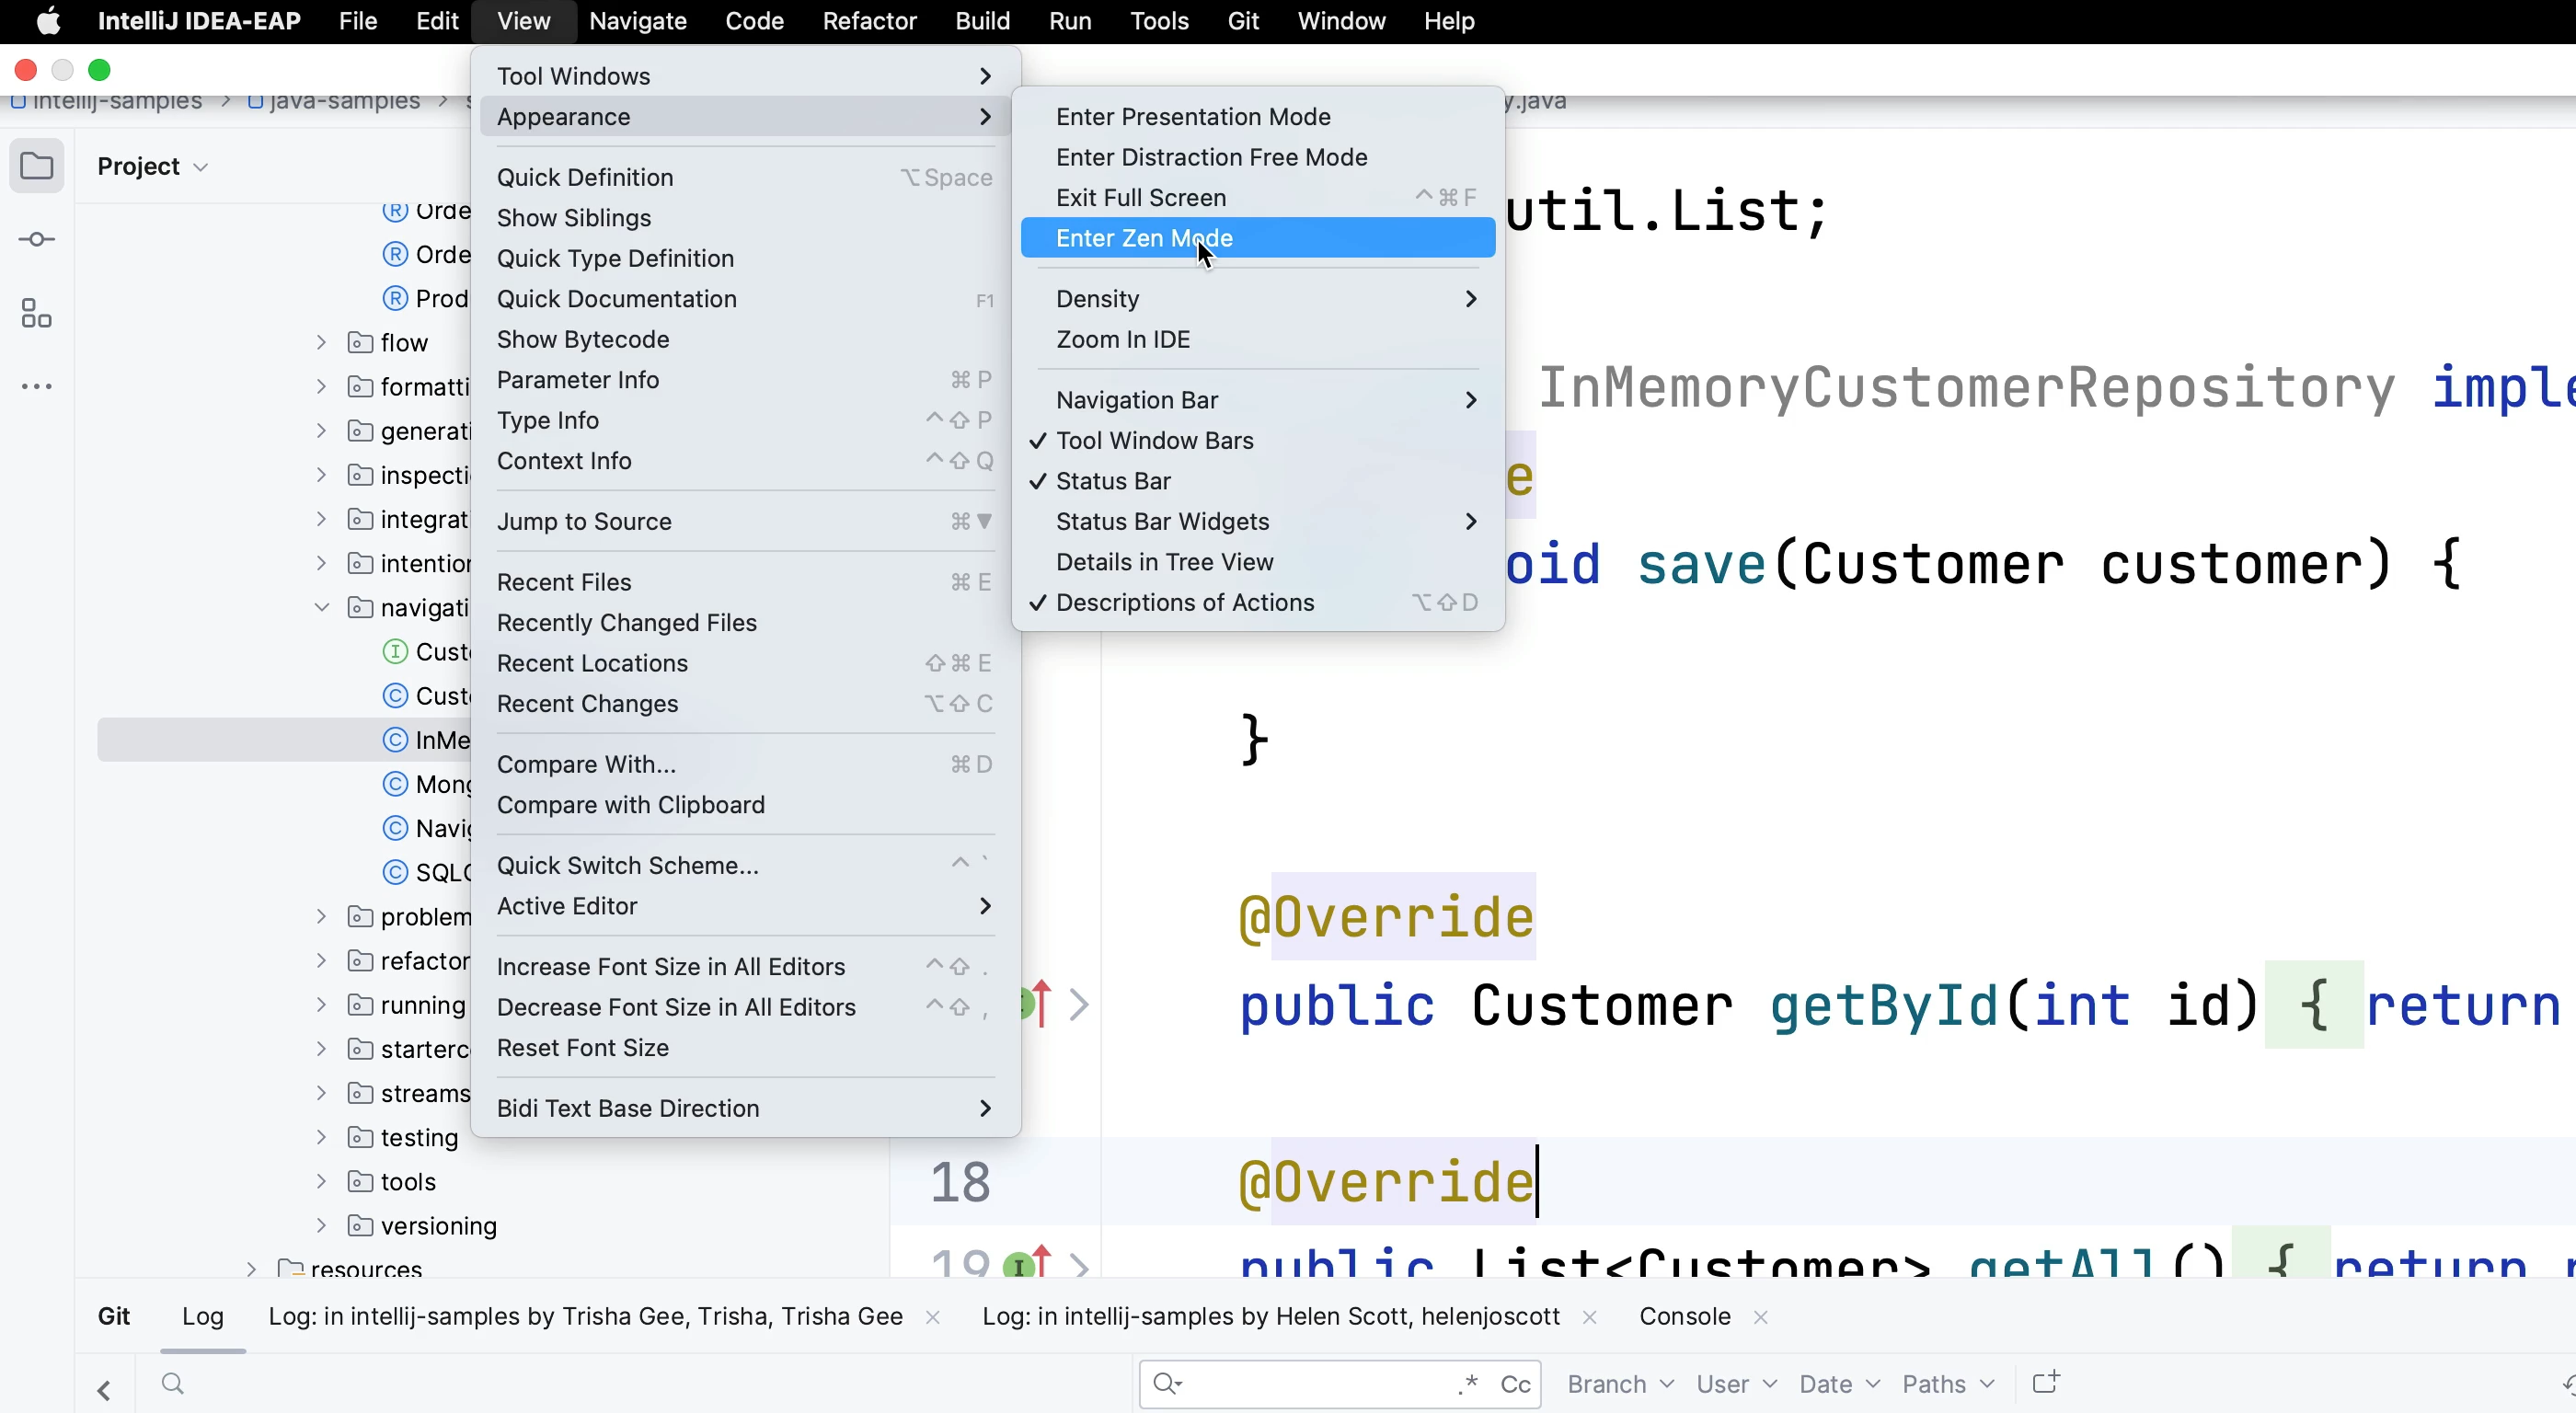 IntelliJ IDEA-EAP File Edit View Navigate Code Refactor Build Run Tools Git Window Help
intellij-samples java-samples
y.java
Project
Tool Windows
Appearance
Quick Definition ⌥Space
Show Siblings
Quick Type Definition
Quick Documentation F1
Show Bytecode
Parameter Info ⌘P
Type Info ⌃⇧P
Context Info ⌃⇧Q
Jump to Source ⌘▼
Recent Files ⌘E
Recently Changed Files
Recent Locations ⇧⌘E
Recent Changes ⌥⇧C
Compare With... ⌘D
Compare with Clipboard
Quick Switch Scheme... ⌃`
Active Editor
Increase Font Size in All Editors ⌃⇧.
Decrease Font Size in All Editors ⌃⇧,
Reset Font Size
Bidi Text Base Direction
Enter Presentation Mode
Enter Distraction Free Mode
Exit Full Screen ⌃⌘F
Enter Zen Mode
Density
Zoom In IDE
Navigation Bar
✓ Tool Window Bars
✓ Status Bar
Status Bar Widgets
Details in Tree View
✓ Descriptions of Actions ⌥⇧D
R Orde
R Orde
R Prod
flow
formatti
generati
inspecti
integrat
intention
navigati
I Custo
C Custo
C InMe
C Mong
C Navig
C SQLC
problem
refactor
running
starterc
streams
testing
tools
versioning
resources
util.List;
InMemoryCustomerRepository imple
e
oid save(Customer customer) {
}
@Override
public Customer getById(int id) { return
18 @Override
19 I public List<Customer> getAll() { return r
Git Log Log: in intellij-samples by Trisha Gee, Trisha, Trisha Gee Log: in intellij-samples by Helen Scott, helenjoscott Console
.* Cc Branch User Date Paths